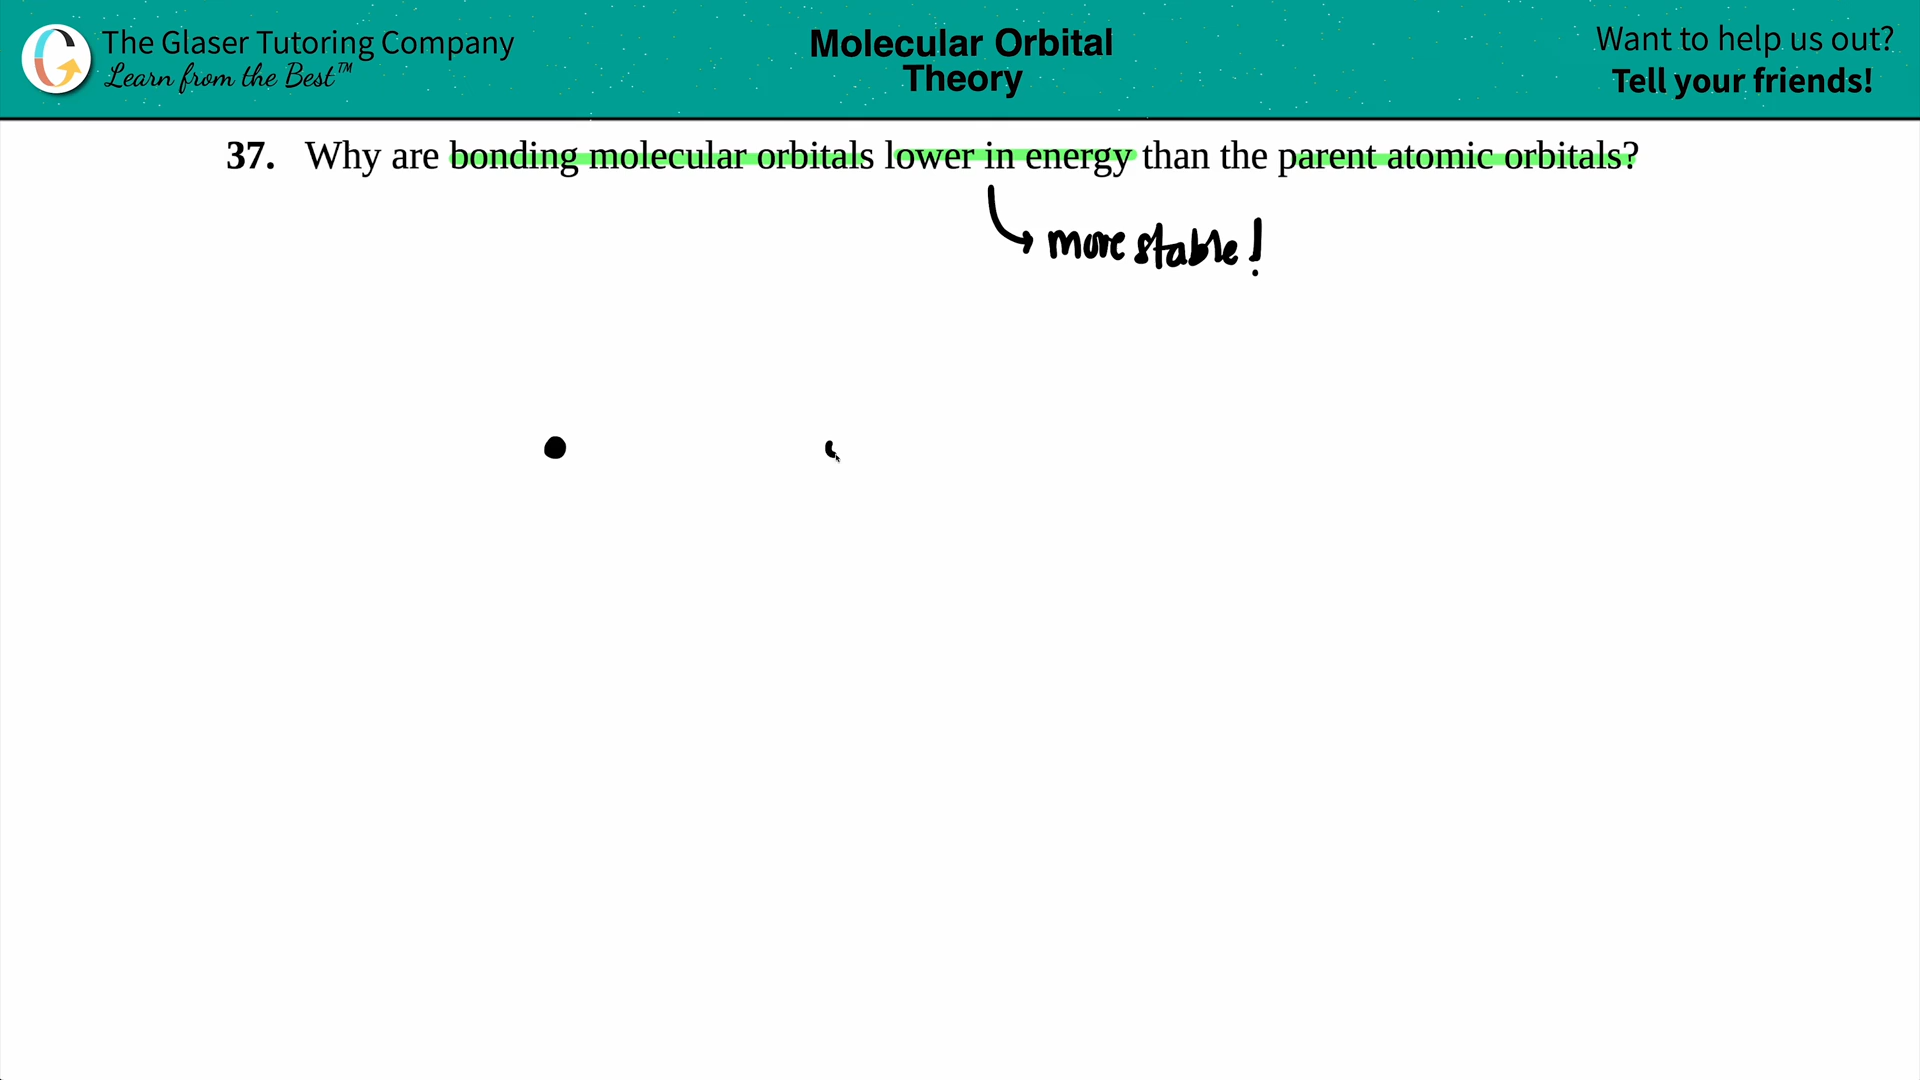 The Glaser Tutoring Company
Learn from the Best™
Molecular Orbital
Theory
Want to help us out?
Tell your friends!
37. Why are bonding molecular orbitals lower in energy than the parent atomic orbitals?
more stable!